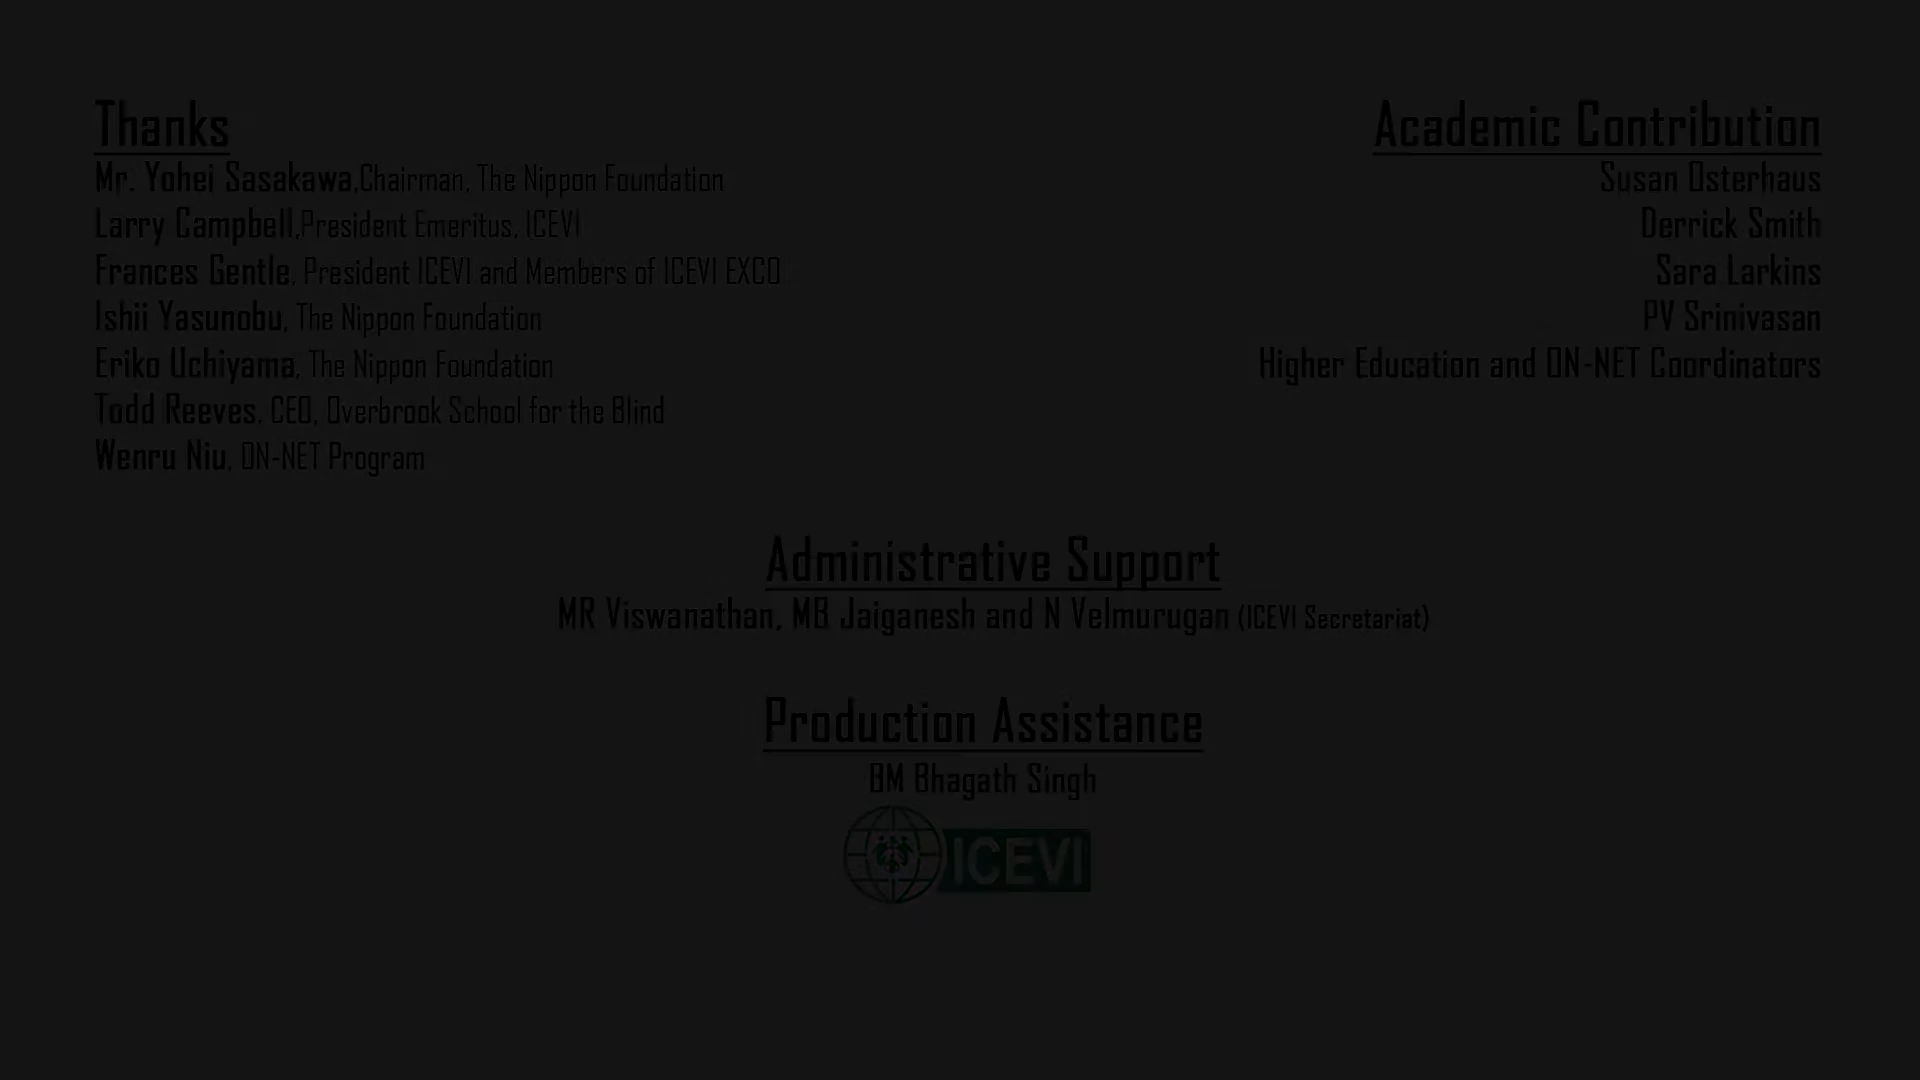 Thanks
Mr. Yohei Sasakawa,Chairman, The Nippon Foundation
Larry Campbell,President Emeritus, ICEVI
Frances Gentle, President ICEVI and Members of ICEVI EXCO
Ishii Yasunobu, The Nippon Foundation
Eriko Uchiyama, The Nippon Foundation
Todd Reeves. CEO, Overbrook School for the Blind
Wenru Niu, ON-NET Program
Academic Contribution
Susan Osterhaus
Derrick Smith
Sara Larkins
PV Srinivasan
Higher Education and ON-NET Coordinators
Administrative Support
MR Viswanathan, MB Jaiganesh and N Velmurugan (ICEVI Secretariat)
Production Assistance
BM Bhagath Singh
ICEVI